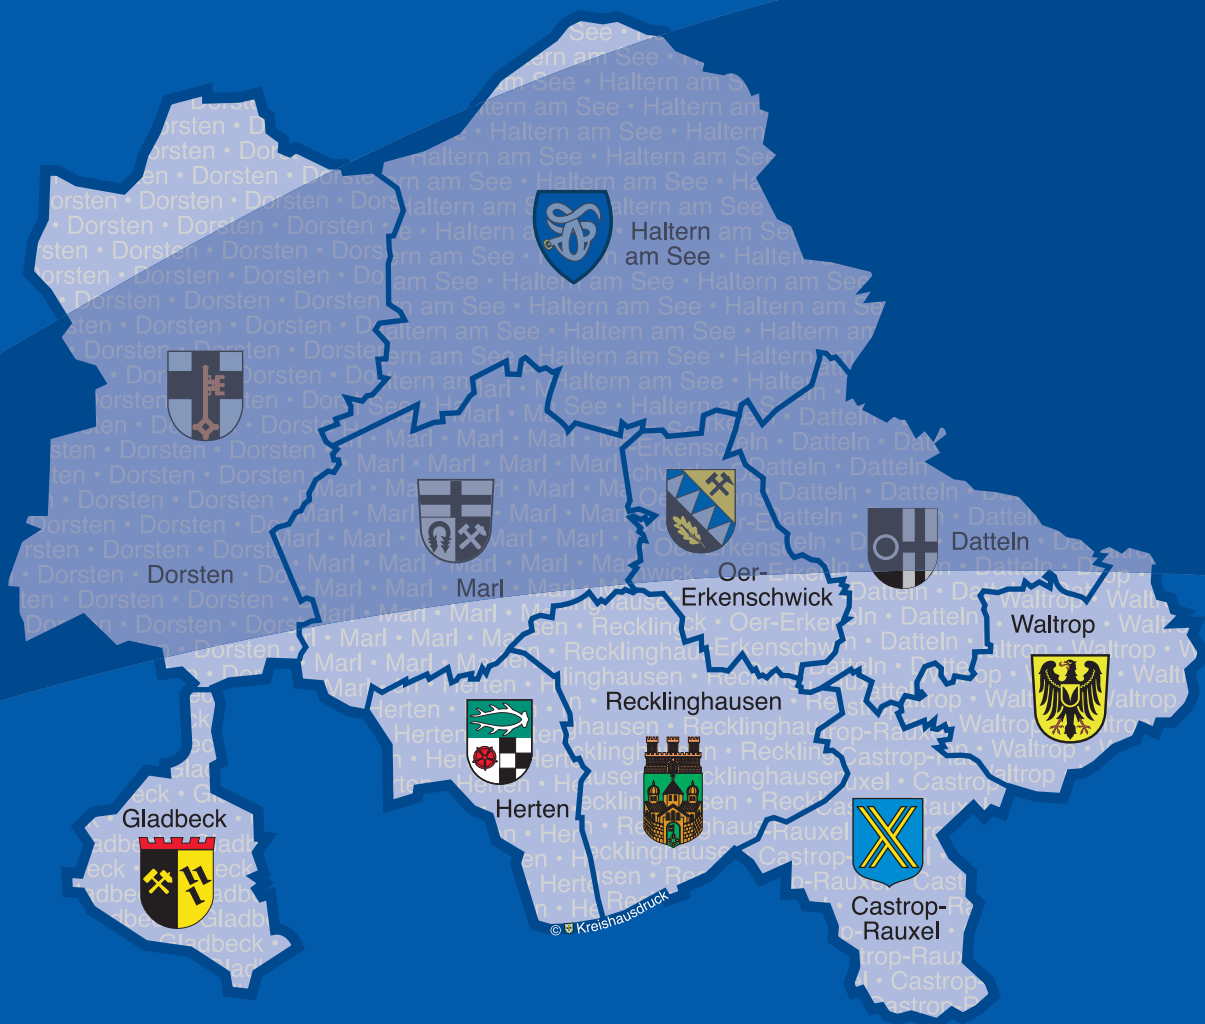 Haltern
am See
Dorsten
Marl
Oer-
Erkenschwick
Datteln
Waltrop
Recklinghausen
Herten
Gladbeck
Castrop-
Rauxel
© Kreishausdruck